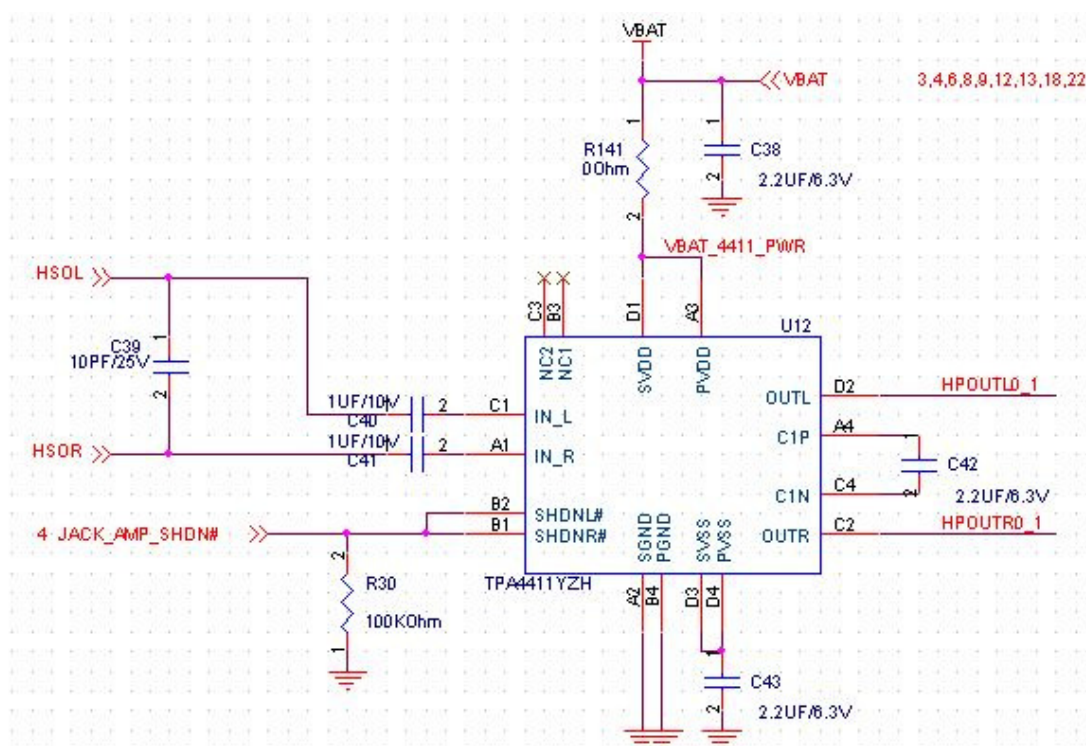 VBAT
VBAT
3,4,6,8,9,12,13,18,22
1
R141
0Ohm
2
1
C38
2
2.2UF/6.3V
VBAT_4411_PWR
HSOL
1
C39
10PF/25V
2
HSOR
C3
B3
D1
A3
U12
NC2
NC1
SVDD
PVDD
1UF/10V
1
2
C40
C1
IN_L
1UF/10V
1
2
C41
A1
IN_R
OUTL
D2
HPOUTL0_1
C1P
A4
1
C42
2
2.2UF/6.3V
C1N
C4
OUTR
C2
HPOUTR0_1
4 JACK_AMP_SHDN#
B2
SHDNL#
B1
SHDNR#
SGND
PGND
SVSS
PVSS
TPA4411YZH
2
R30
100KOhm
1
A2
B4
D3
D4
1
C43
2
2.2UF/6.3V